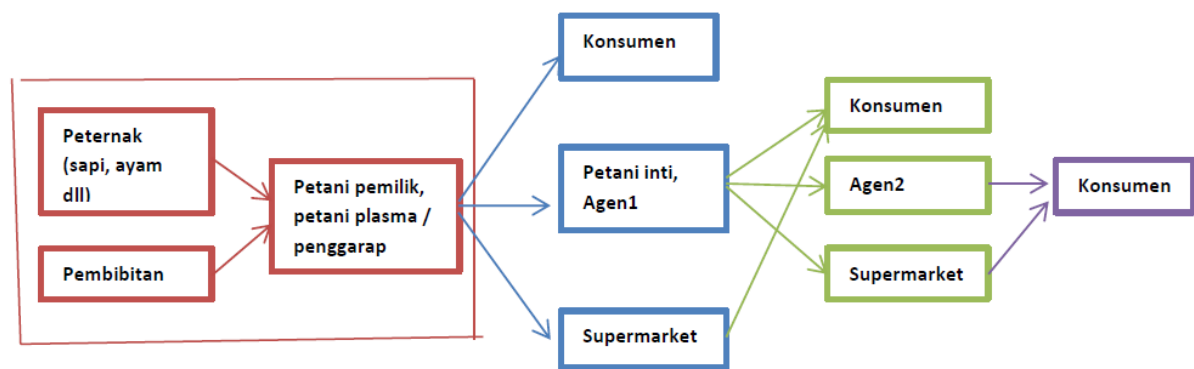 Peternak
(sapi, ayam
dll)
Pembibitan
Petani pemilik,
petani plasma /
penggarap
Konsumen
Petani inti,
Agen1
Supermarket
Konsumen
Agen2
Supermarket
Konsumen